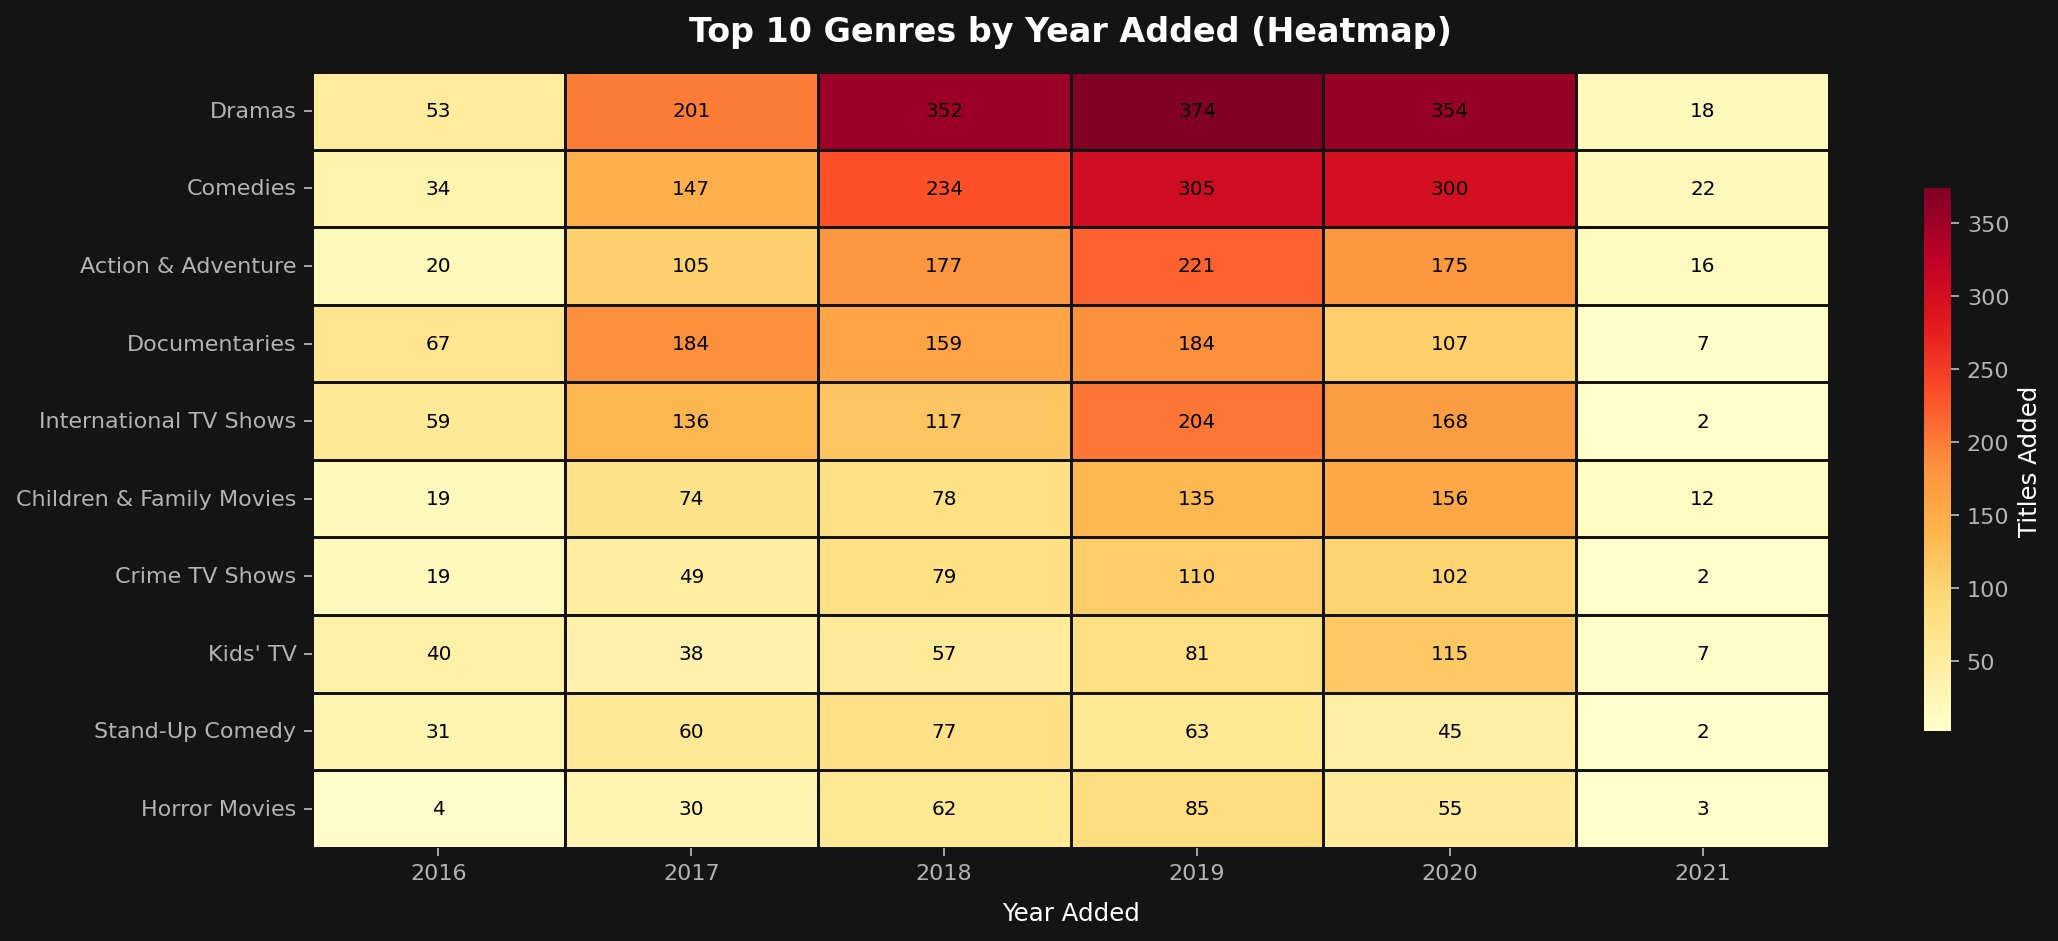 Top 10 Genres by Year Added (Heatmap)
Dramas 53 201 352 374 354 18
Comedies 34 147 234 305 300 22
Action & Adventure 20 105 177 221 175 16
Documentaries 67 184 159 184 107 7
International TV Shows 59 136 117 204 168 2
Children & Family Movies 19 74 78 135 156 12
Crime TV Shows 19 49 79 110 102 2
Kids' TV 40 38 57 81 115 7
Stand-Up Comedy 31 60 77 63 45 2
Horror Movies 4 30 62 85 55 3
2016 2017 2018 2019 2020 2021
Year Added
350
300
250
200
150
100
50
Titles Added